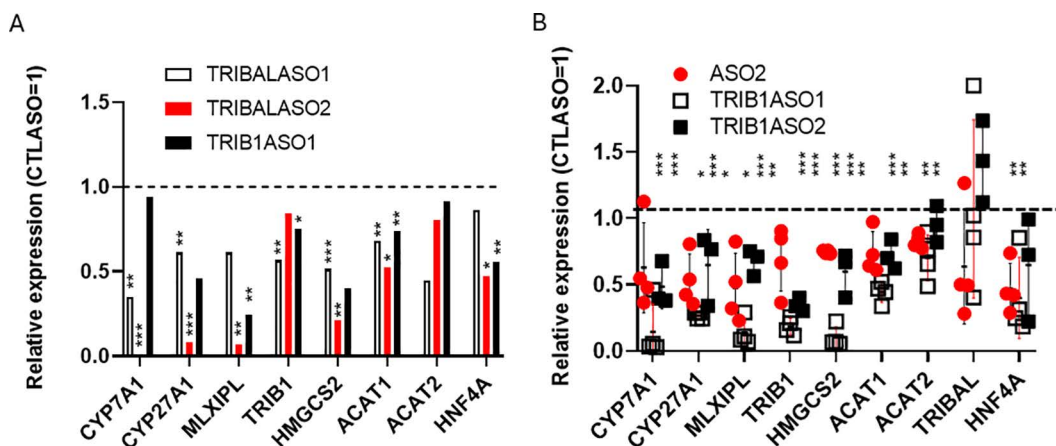 A
Relative expression (CTLASO=1)
TRIBALASO1
TRIBALASO2
TRIB1ASO1
1.5
1.0
0.5
0.0
** *** ** *** ** ** ** * *** ** ** * ** * **
CYP7A1
CYP27A1
MLXIPL
TRIB1
HMGCS2
ACAT1
ACAT2
HNF4A
B
Relative expression (CTLASO=1)
ASO2
TRIB1ASO1
TRIB1ASO2
2.0
1.5
1.0
0.5
0.0
*** *** * *** * * *** ** *** *** *** ** *** ** ** ** ** **
CYP7A1
CYP27A1
MLXIPL
TRIB1
HMGCS2
ACAT1
ACAT2
TRIBAL
HNF4A